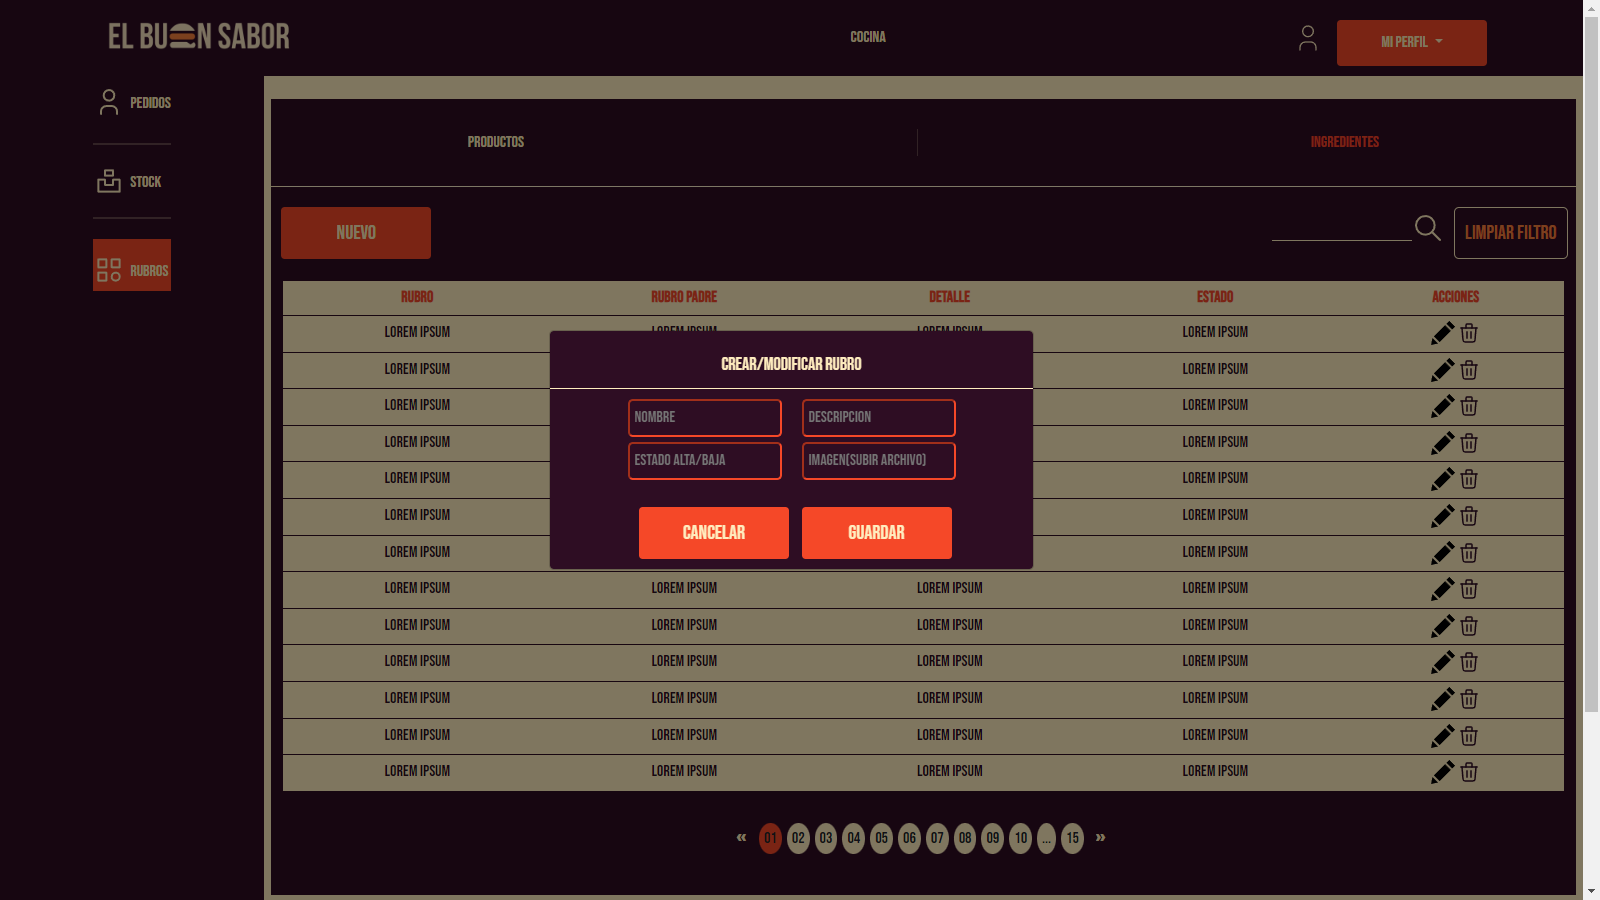 EL BUEN SABOR
COCINA
MI PERFIL
PEDIDOS
STOCK
RUBROS
PRODUCTOS
INGREDIENTES
NUEVO
LIMPIAR FILTRO
RUBRO RUBRO PADRE DETALLE ESTADO ACCIONES
LOREM IPSUM LOREM IPSUM LOREM IPSUM LOREM IPSUM
LOREM IPSUM LOREM IPSUM
LOREM IPSUM LOREM IPSUM
LOREM IPSUM LOREM IPSUM
LOREM IPSUM LOREM IPSUM
LOREM IPSUM LOREM IPSUM
LOREM IPSUM LOREM IPSUM
CREAR/MODIFICAR RUBRO
NOMBRE DESCRIPCION
ESTADO ALTA/BAJA IMAGEN(SUBIR ARCHIVO)
CANCELAR GUARDAR
LOREM IPSUM LOREM IPSUM LOREM IPSUM LOREM IPSUM
LOREM IPSUM LOREM IPSUM LOREM IPSUM LOREM IPSUM
LOREM IPSUM LOREM IPSUM LOREM IPSUM LOREM IPSUM
LOREM IPSUM LOREM IPSUM LOREM IPSUM LOREM IPSUM
LOREM IPSUM LOREM IPSUM LOREM IPSUM LOREM IPSUM
LOREM IPSUM LOREM IPSUM LOREM IPSUM LOREM IPSUM
« 01 02 03 04 05 06 07 08 09 10 ... 15 »